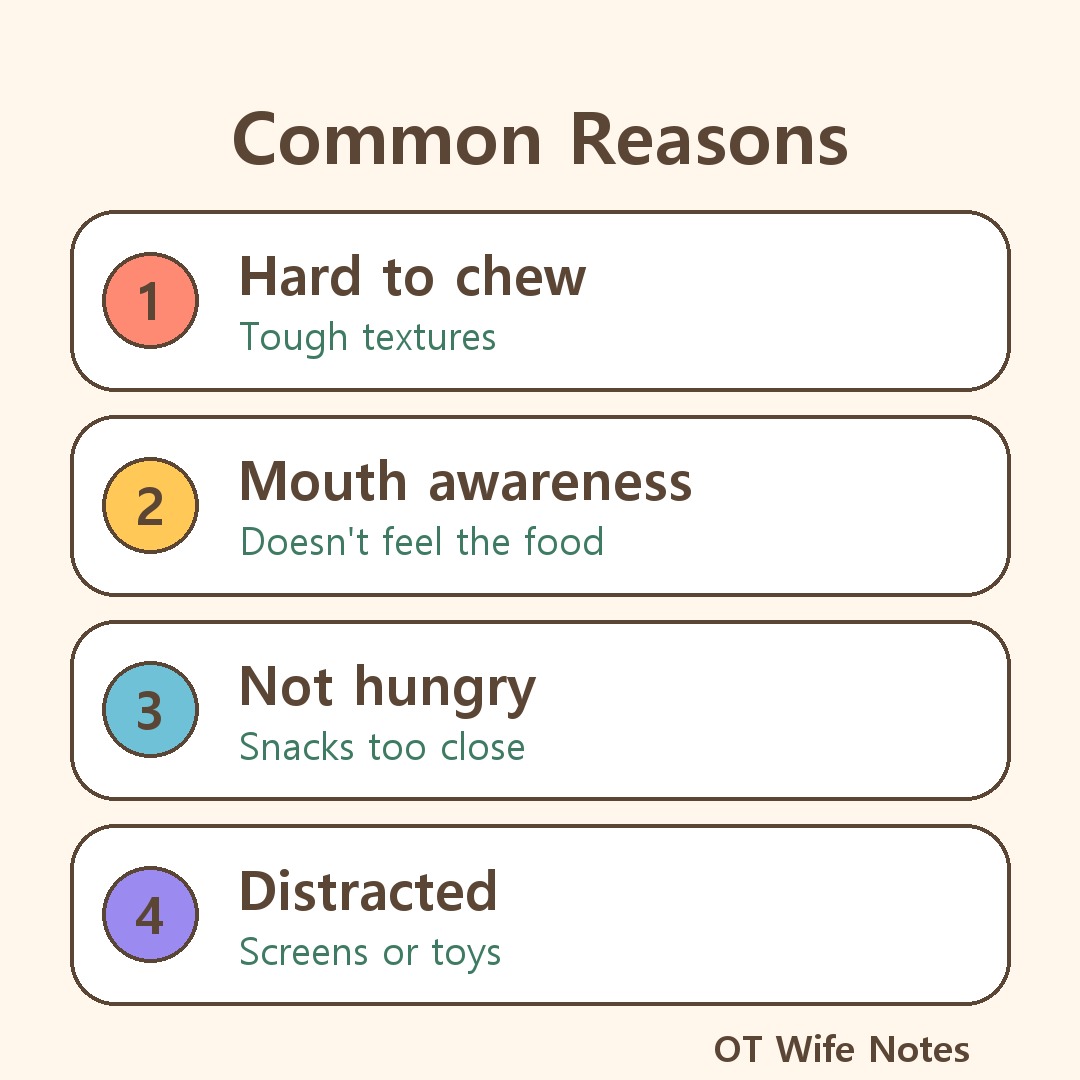 Common Reasons
1
Hard to chew
Tough textures
2
Mouth awareness
Doesn't feel the food
3
Not hungry
Snacks too close
4
Distracted
Screens or toys
OT Wife Notes